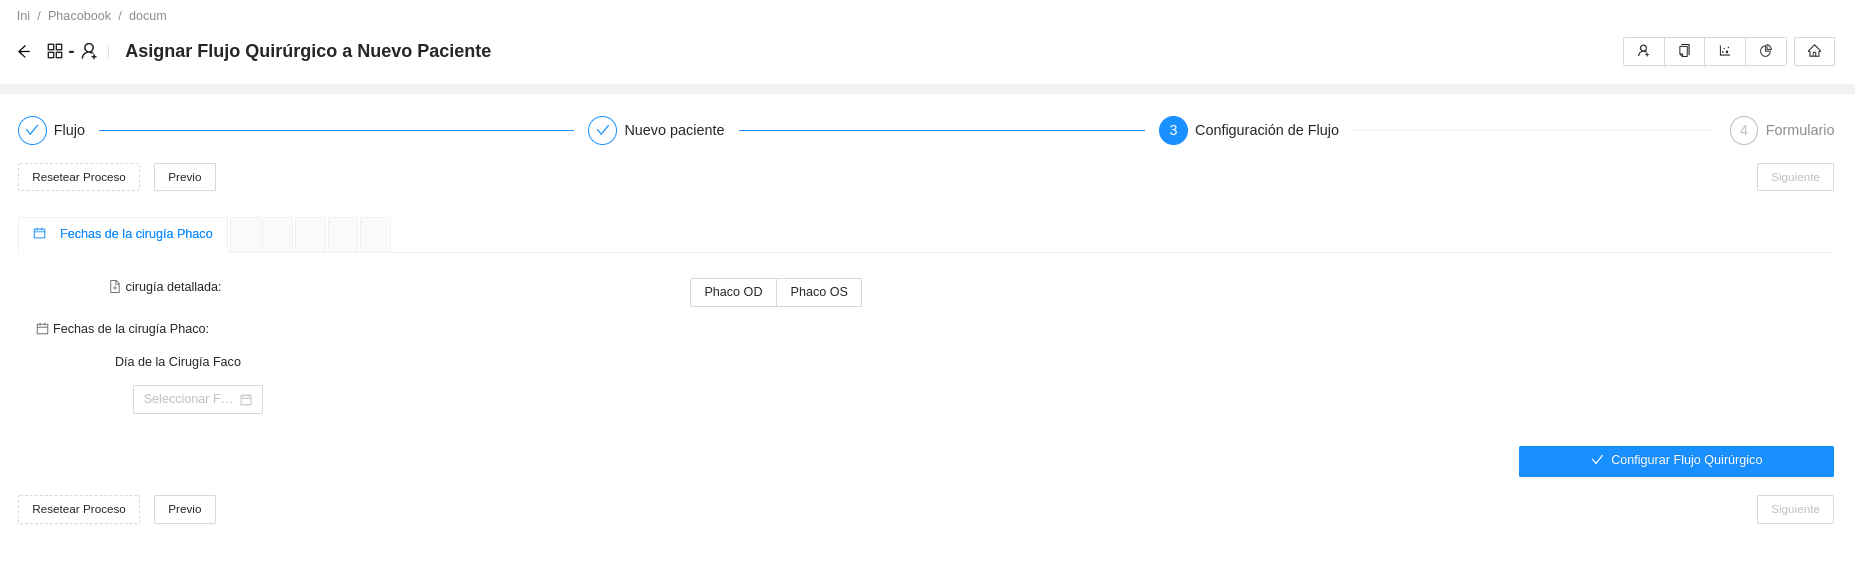 Ini / Phacobook / docum
- Asignar Flujo Quirúrgico a Nuevo Paciente
Flujo
Nuevo paciente
3 Configuración de Flujo
4 Formulario
Resetear Proceso
Previo
Siguiente
Fechas de la cirugía Phaco
cirugía detallada:
Phaco OD
Phaco OS
Fechas de la cirugía Phaco:
Día de la Cirugía Faco
Seleccionar F...
Configurar Flujo Quirúrgico
Resetear Proceso
Previo
Siguiente